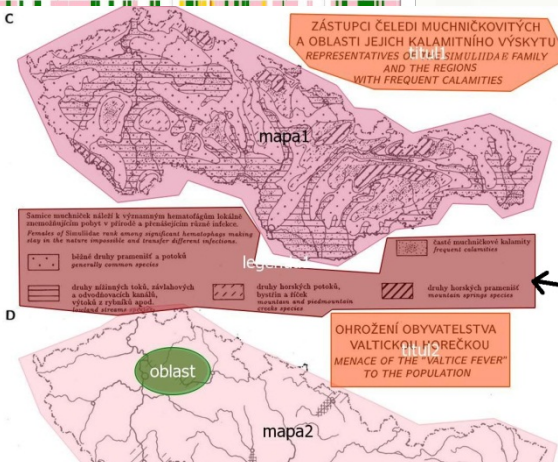 C
ZÁSTUPCI ČELEDI MUCHNIČKOVITÝCH
A OBLASTI JEJICH KALAMITNÍHO VÝSKYTU
titul1
REPRESENTATIVES SIMULIIDAE FAMILY
AND THE REGIONS
WITH FREQUENT CALAMITIES
mapa1
Samice muchniček náleží k významným hematofágům lokálně
znemožňujícím pobyt v přírodě a přenášejícím různé infekce.
Females of Simuliidae rank among significant hematophags making
stay in the nature impossible and transfer different infections.
běžné druhy pramenišť a potoků
generally common species
časté muchničkové kalamity
frequent calamities
druhy nížinných toků, závlahových
a odvodňovacích kanálů,
výtoků z rybníků apod.
lowland streams
druhy horských potoků,
bystřin a říček
mountain and piedmountain
creeks species
druhy horských pramenišť
mountain springs species
D
OHROŽENÍ OBYVATELSTVA
VALTICKOU HOREČKOU
titul2
MENACE OF THE "VALTICE FEVER"
TO THE POPULATION
oblast
mapa2